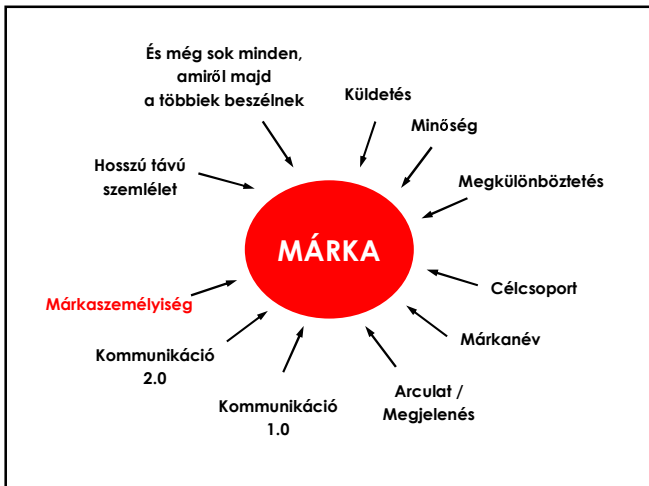 És még sok minden,
amiről majd
a többiek beszélnek
Küldetés
Minőség
Megkülönböztetés
Célcsoport
Márkanév
Arculat /
Megjelenés
Kommunikáció
1.0
Kommunikáció
2.0
Márkaszemélyiség
Hosszú távú
szemlélet
MÁRKA